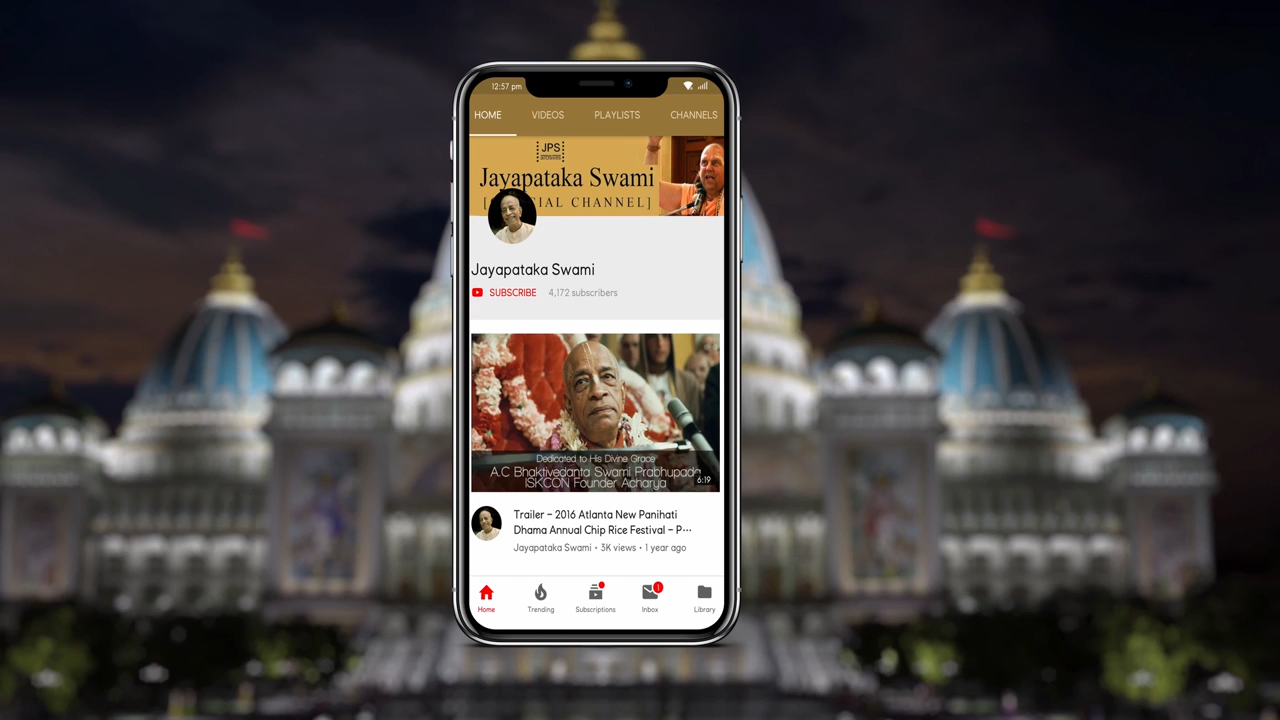 12:57 pm
HOME VIDEOS PLAYLISTS CHANNELS
JPS
Jayapataka Swami
[ IAL CHANNEL]
Jayapataka Swami
SUBSCRIBE 4,172 subscribers
Dedicated to His Divine Grace
A.C Bhaktivedanta Swami Prabhupada
ISKCON Founder Acharya
6:19
Trailer – 2016 Atlanta New Panihati
Dhama Annual Chip Rice Festival – P···
Jayapataka Swami • 3K views • 1 year ago
1
Home Trending Subscriptions Inbox Library